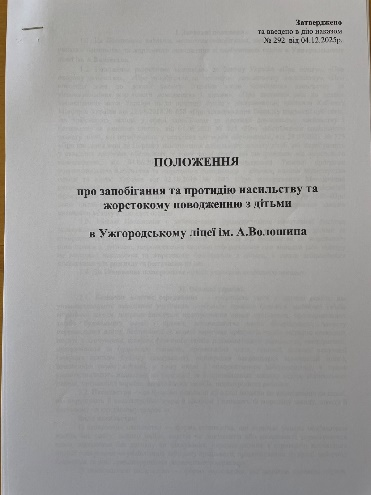 Затверджено
та введено в дію наказом
№ 292 від 04.12.2025р.
ПОЛОЖЕННЯ
про запобігання та протидію насильству та
жорстокому поводженню з дітьми
в Ужгородському ліцеї ім. А.Волошина